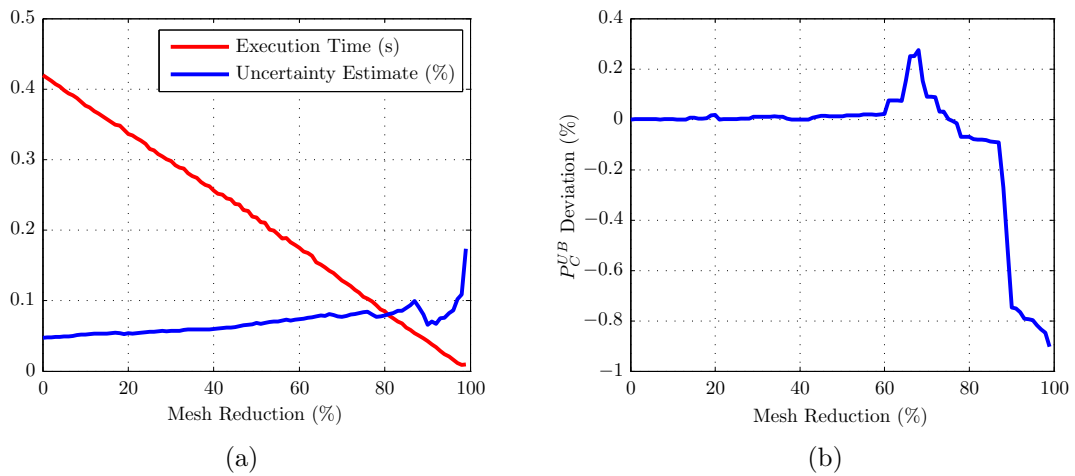 0.5
0.4
0.3
0.2
0.1
0
0 20 40 60 80 100
Execution Time (s)
Uncertainty Estimate (%)
Mesh Reduction (%)
(a)
0.4
0.2
0
−0.2
−0.4
−0.6
−0.8
−1
0 20 40 60 80 100
P_C^{UB} Deviation (%)
Mesh Reduction (%)
(b)